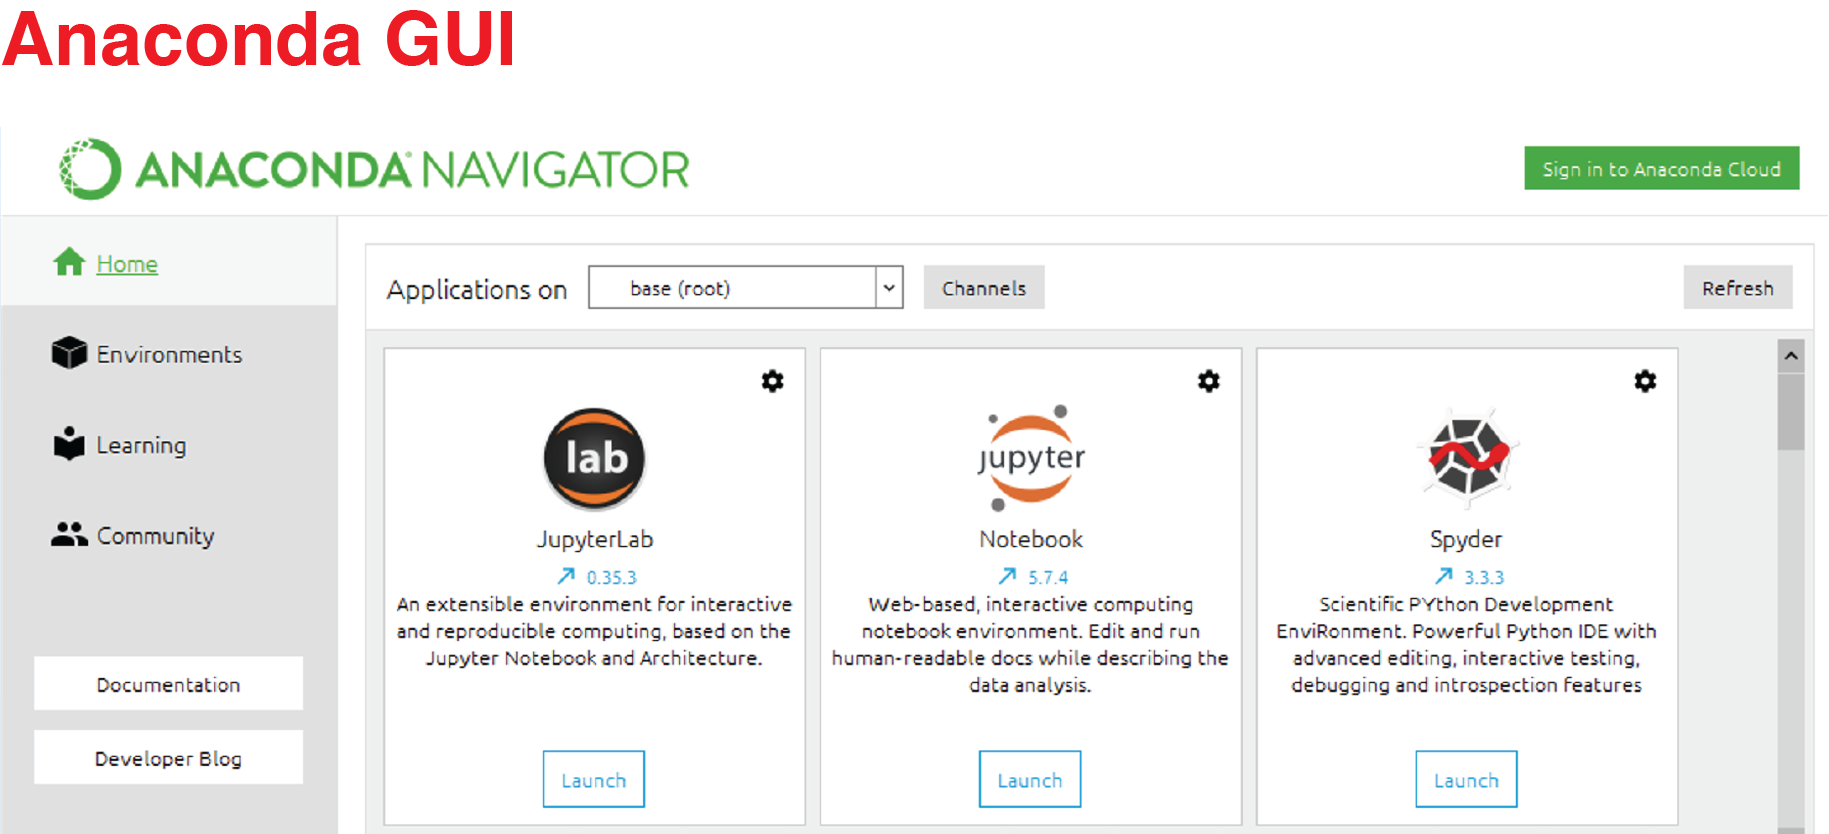 Anaconda GUI
ANACONDA NAVIGATOR
Sign in to Anaconda Cloud
Home
Environments
Learning
Community
Documentation
Developer Blog
Applications on
base (root)
Channels
Refresh
lab
JupyterLab
0.35.3
An extensible environment for interactive
and reproducible computing, based on the
Jupyter Notebook and Architecture.
Launch
jupyter
Notebook
5.7.4
Web-based, interactive computing
notebook environment. Edit and run
human-readable docs while describing the
data analysis.
Launch
Spyder
3.3.3
Scientific PYthon Development
EnviRonment. Powerful Python IDE with
advanced editing, interactive testing,
debugging and introspection features
Launch